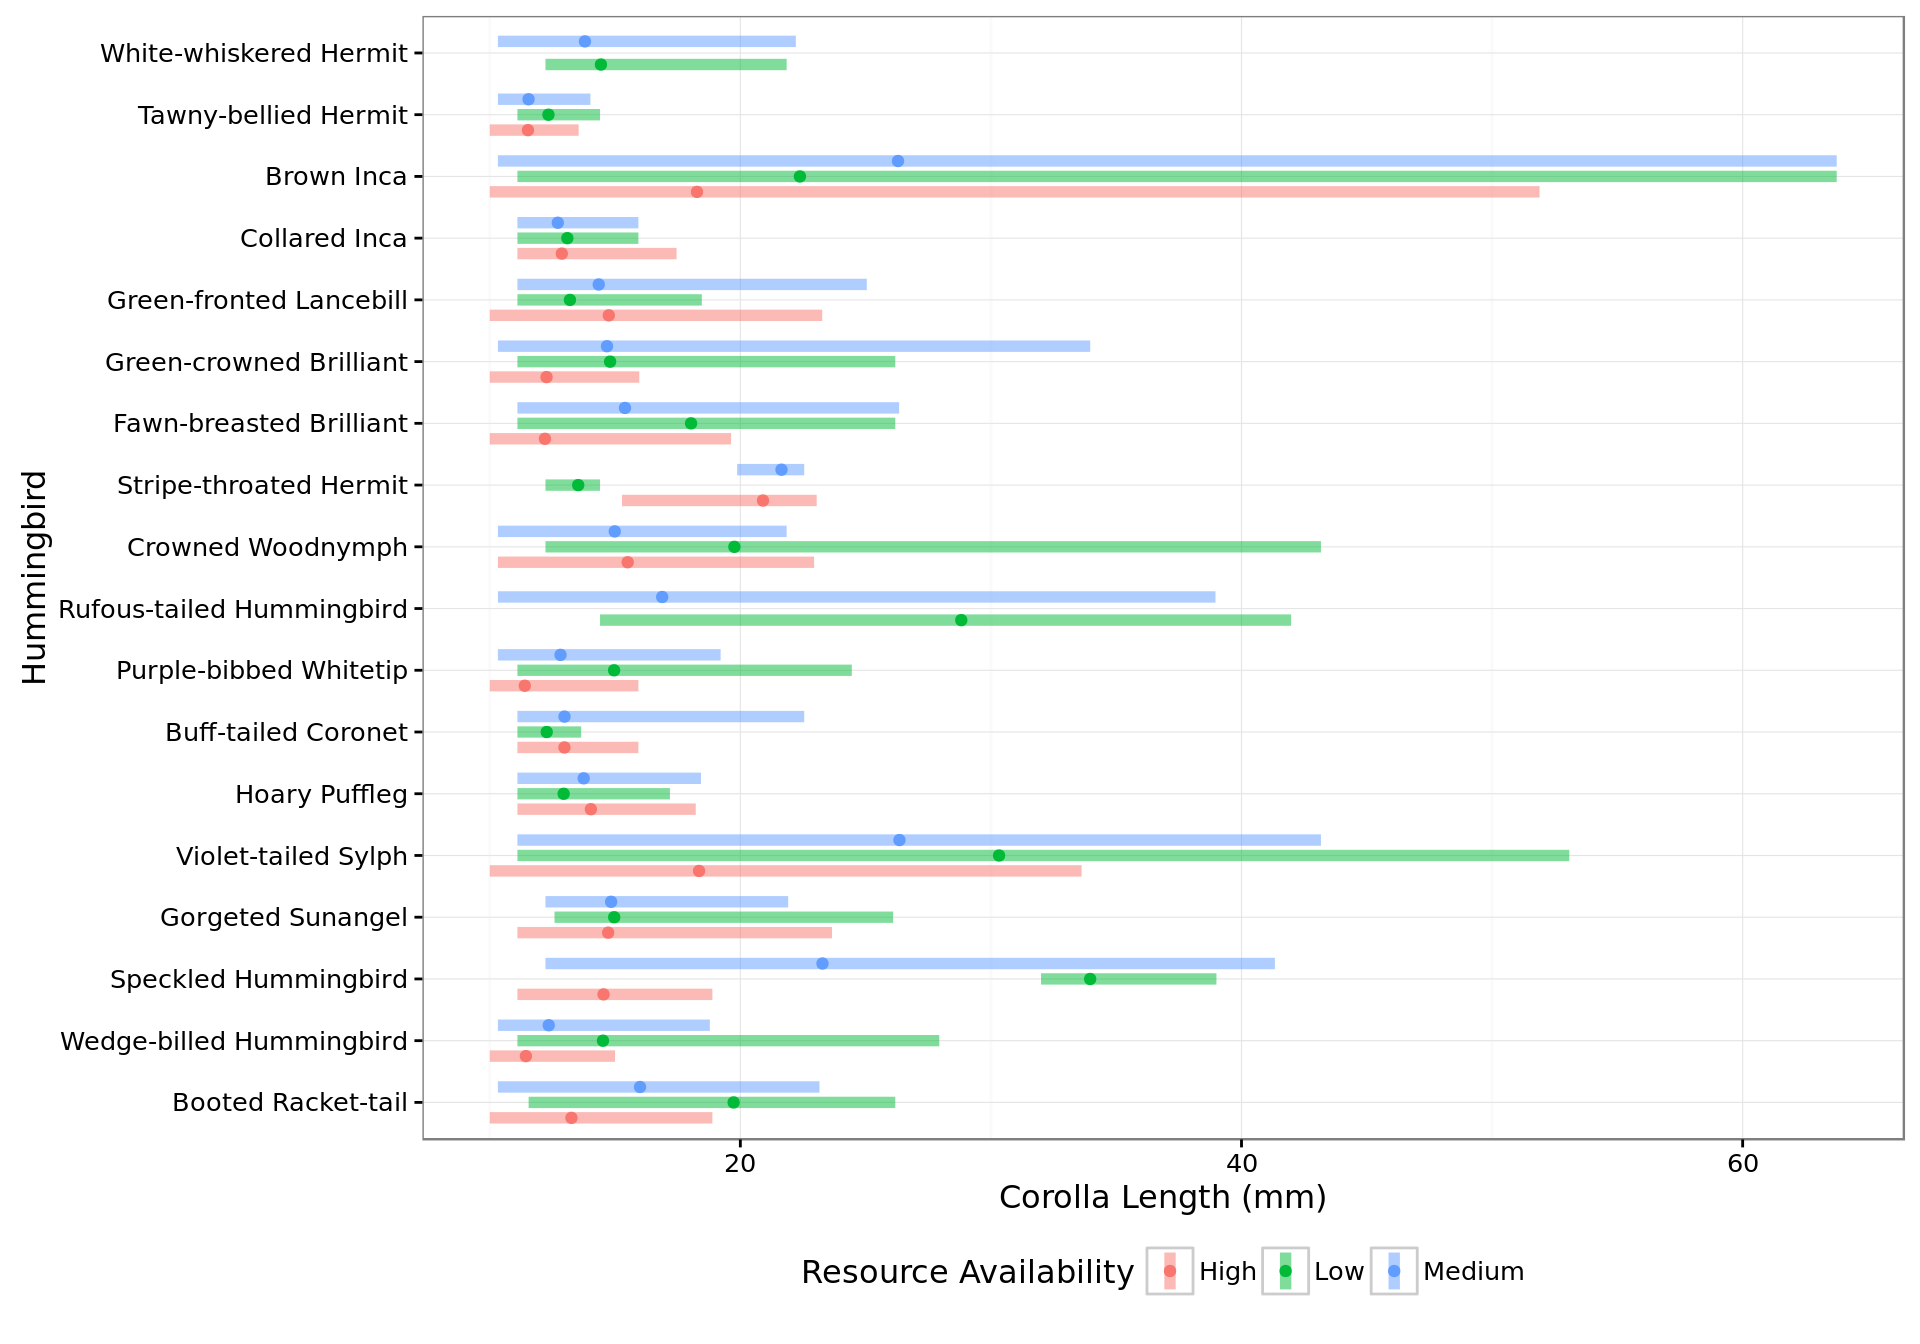 White-whiskered Hermit
Tawny-bellied Hermit
Brown Inca
Collared Inca
Green-fronted Lancebill
Green-crowned Brilliant
Fawn-breasted Brilliant
Stripe-throated Hermit
Crowned Woodnymph
Rufous-tailed Hummingbird
Purple-bibbed Whitetip
Buff-tailed Coronet
Hoary Puffleg
Violet-tailed Sylph
Gorgeted Sunangel
Speckled Hummingbird
Wedge-billed Hummingbird
Booted Racket-tail
Hummingbird
20 40 60
Corolla Length (mm)
Resource Availability High Low Medium